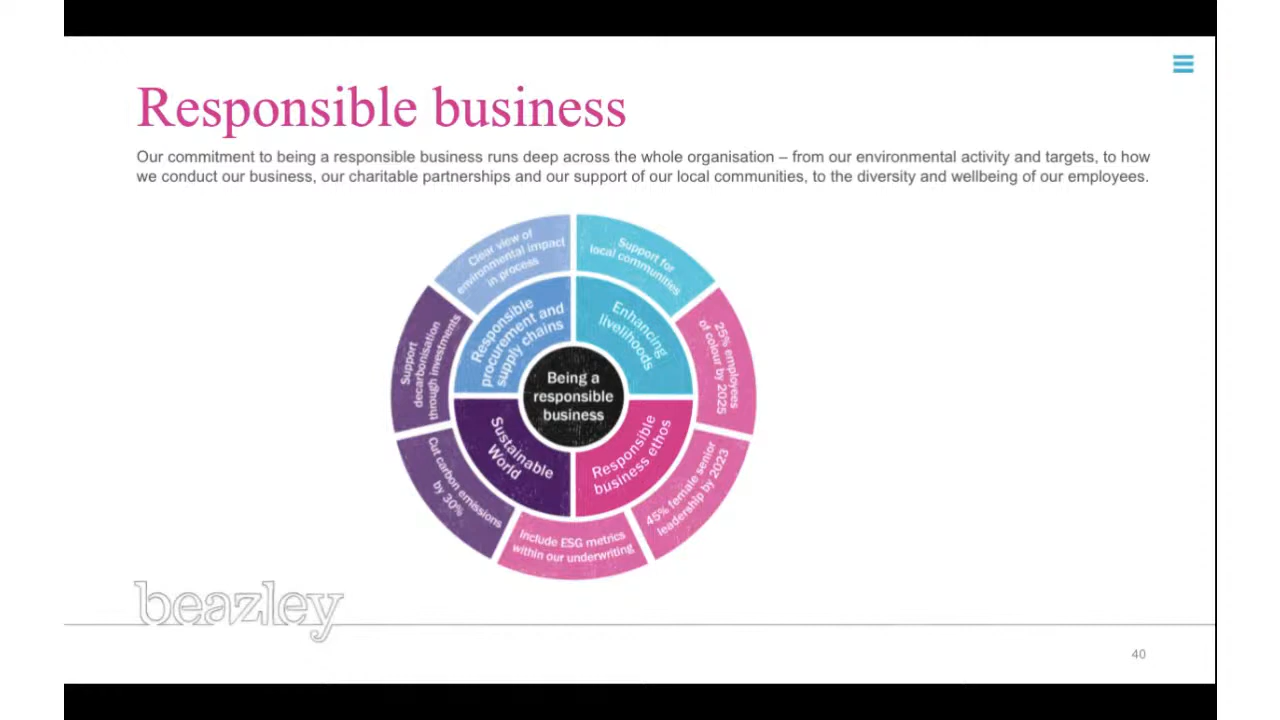 Responsible business
Our commitment to being a responsible business runs deep across the whole organisation – from our environmental activity and targets, to how
we conduct our business, our charitable partnerships and our support of our local communities, to the diversity and wellbeing of our employees.
Clear view of
environmental impact
in process
Support for
local communities
25% employees
of colour by 2025
45% female senior
leadership by 2023
Include ESG metrics
within our underwriting
Cut carbon emissions
by 30%
Support
decarbonisation
through investments
Responsible
procurement and
supply chains
Enhancing
livelihoods
Responsible
business ethos
Sustainable
World
Being a
responsible
business
beazley
40